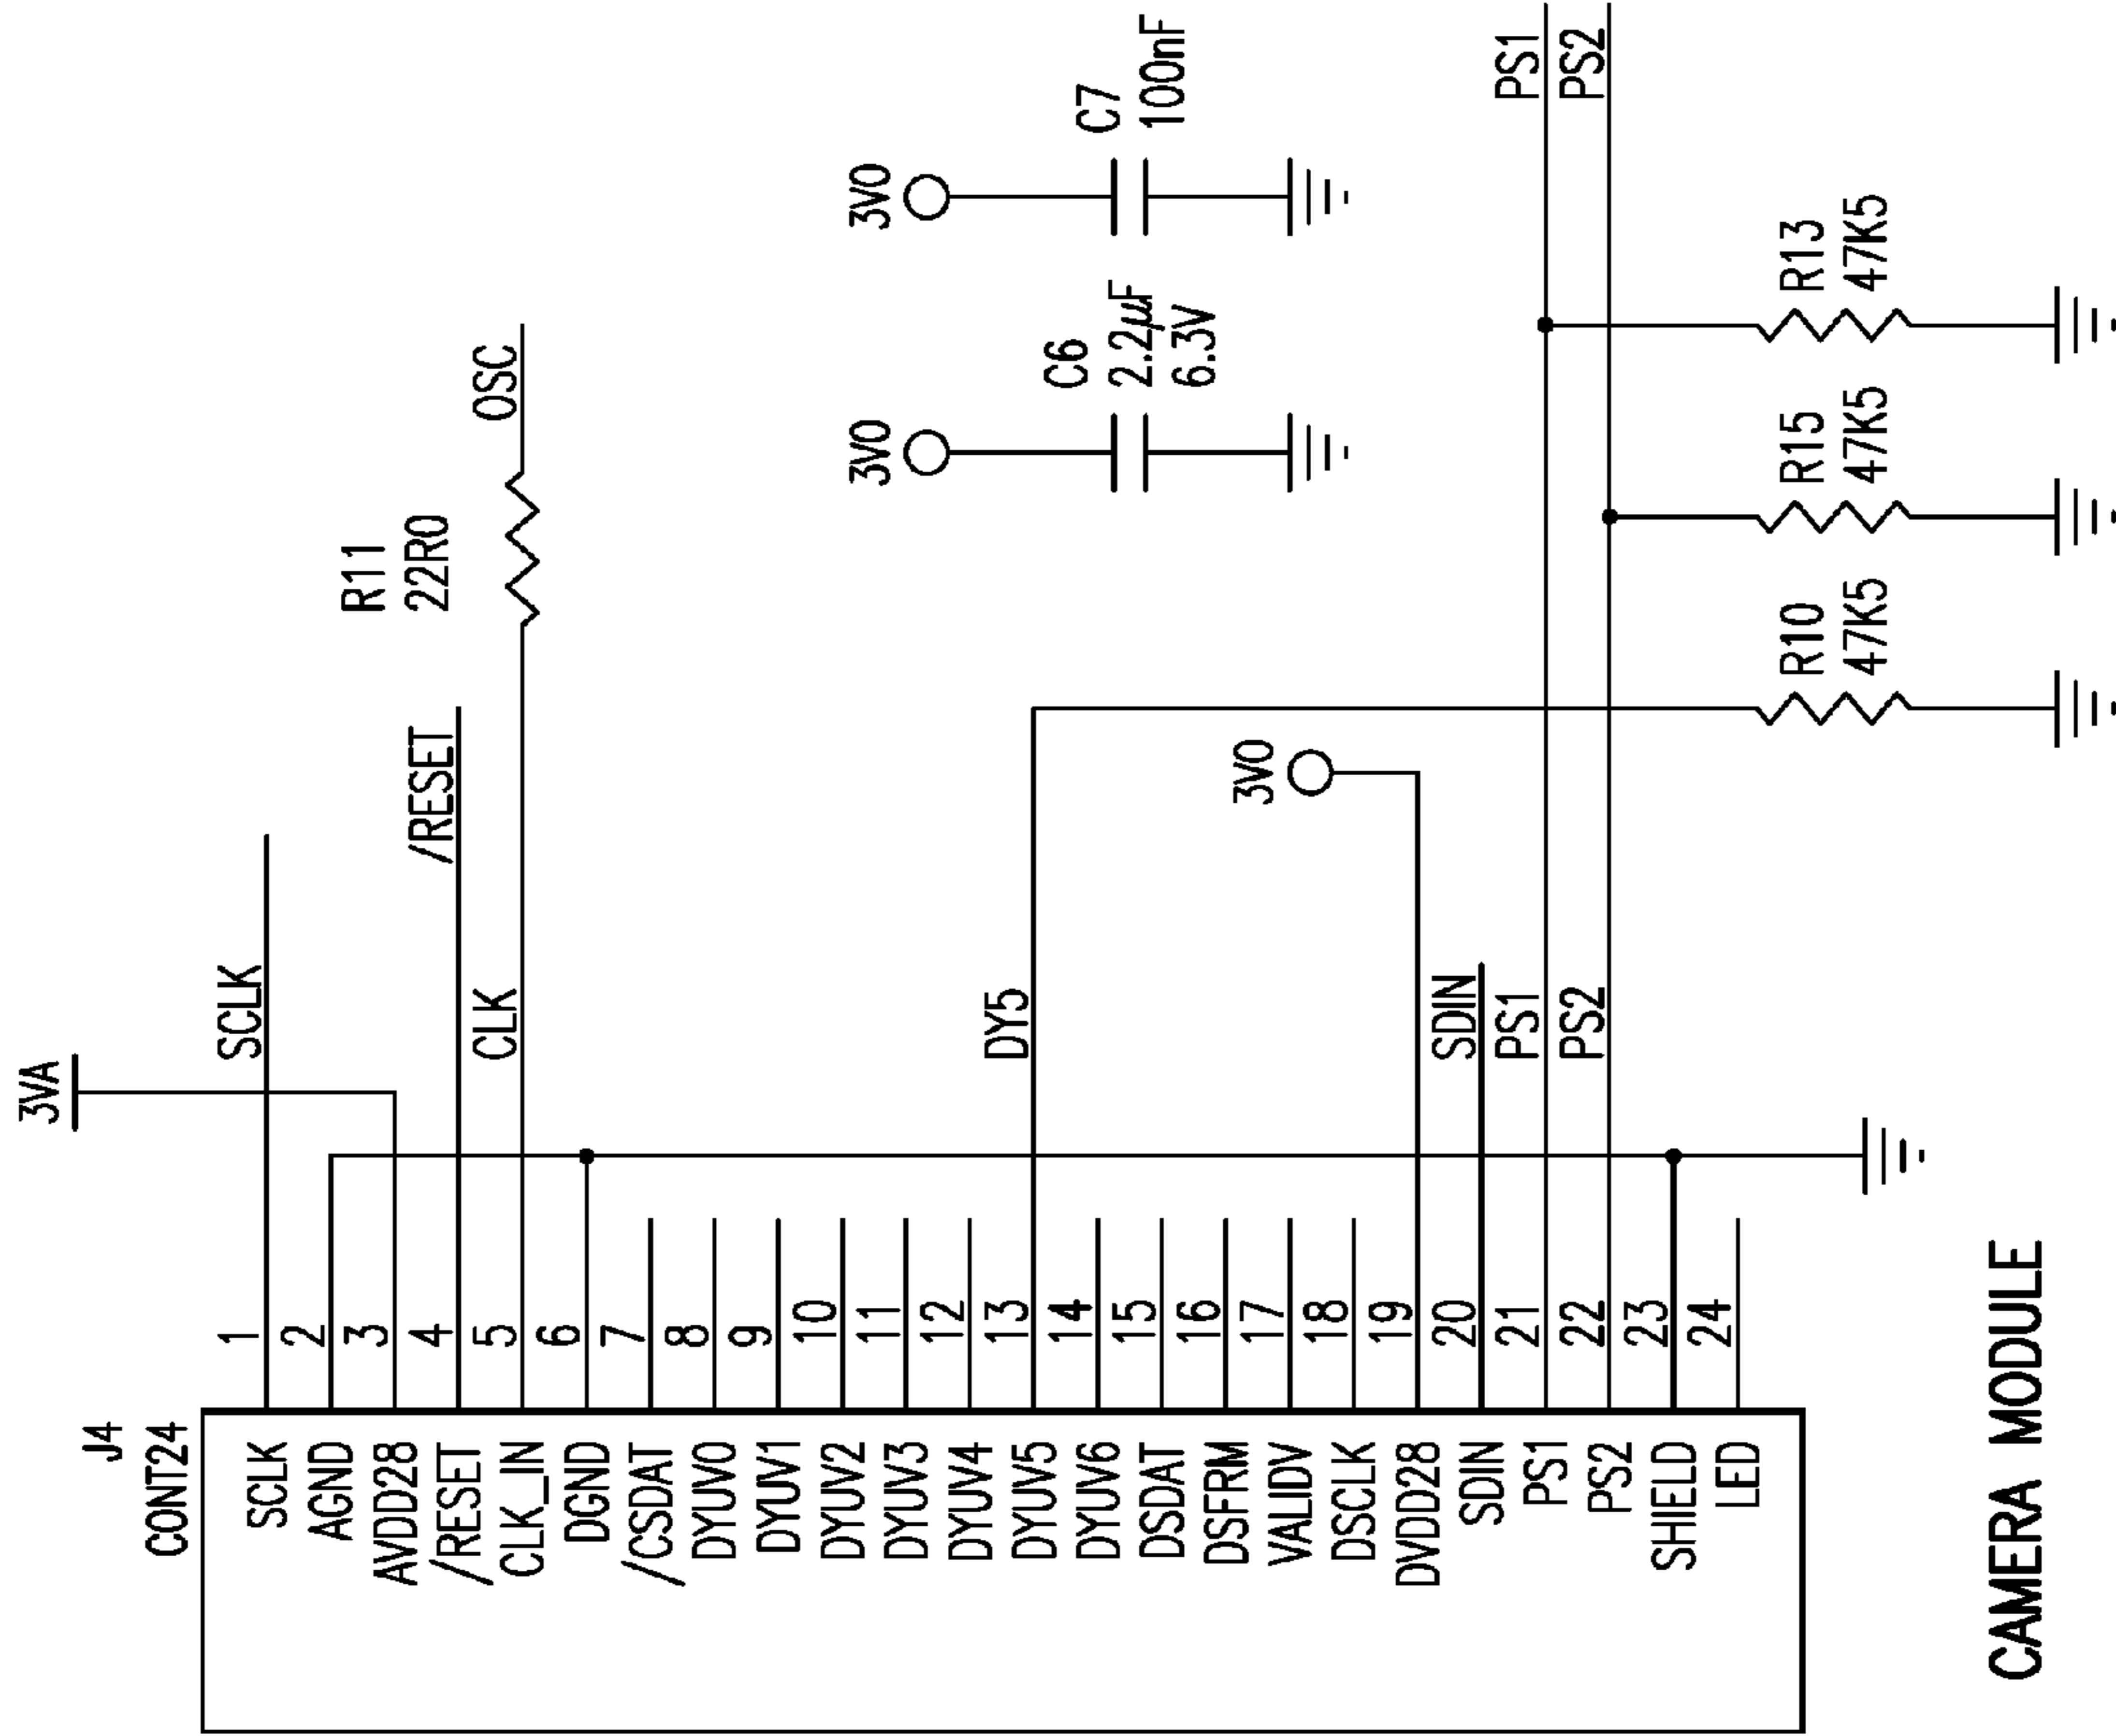 3VA
J4
CONT24
SCLK
AGND
AVDD28
/RESET
CLK_IN
DGND
/CSDAT
DYUV0
DYUV1
DYUV2
DYUV3
DYUV4
DYUV5
DYUV6
DSDAT
DSFRM
VALIDV
DSCLK
DVDD28
SDIN
PS1
PS2
SHIELD
LED
1
2
3
4
5
6
7
8
9
10
11
12
13
14
15
16
17
18
19
20
21
22
23
24
SCLK
/RESET
CLK
R11
22R0
OSC
DY5
3V0
SDIN
PS1
PS2
3V0
C6
2.2µF
6.3V
3V0
C7
100nF
PS1
PS2
R10
47K5
R15
47K5
R13
47K5
CAMERA MODULE